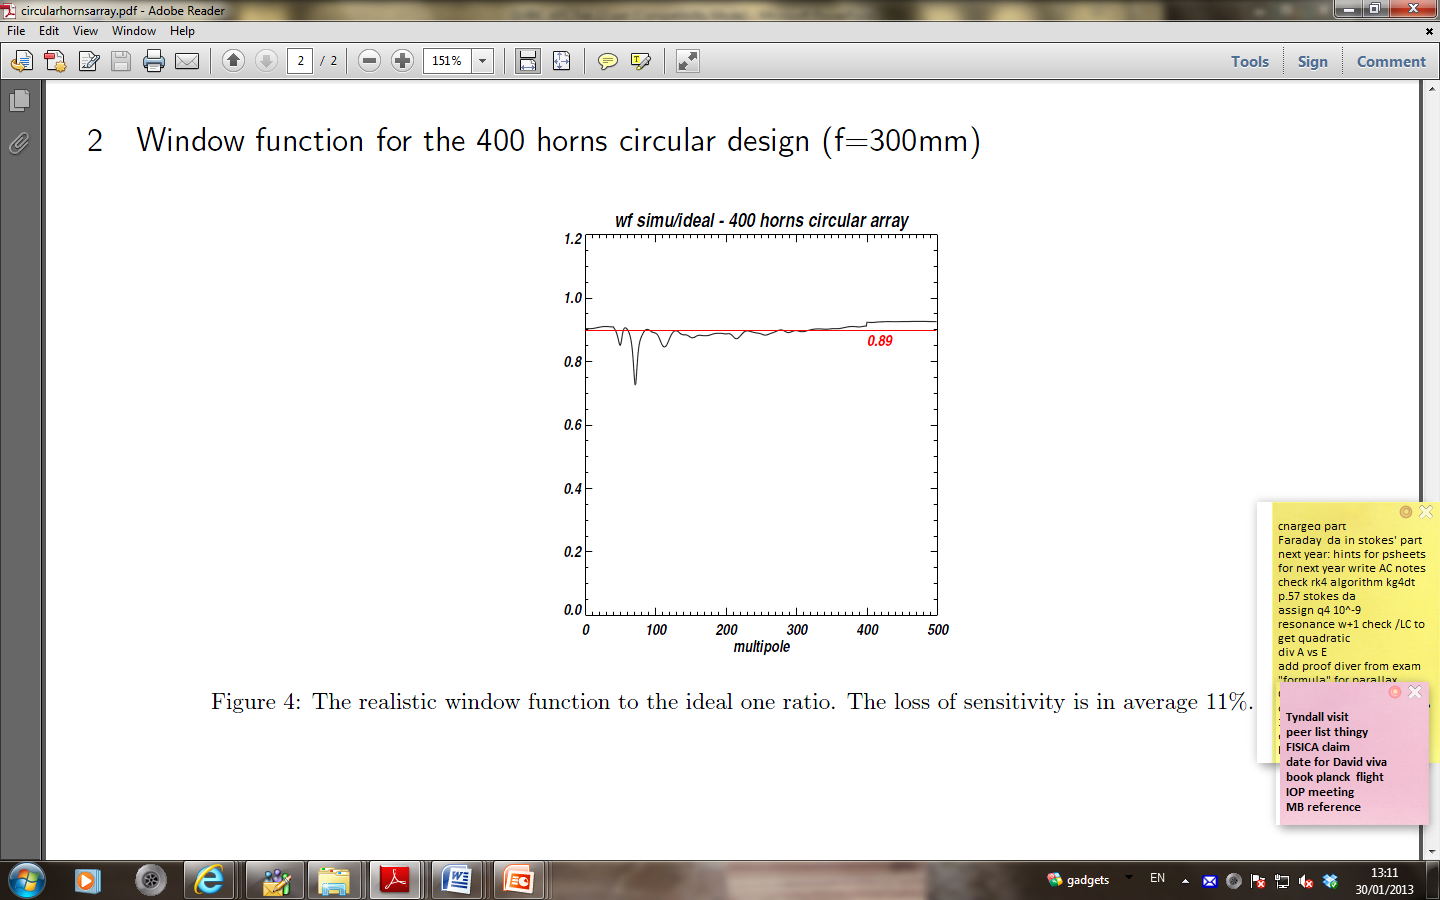 circularhornsarray.pdf - Adobe Reader
File Edit View Window Help
2 / 2 151% Tools Sign Comment
2 Window function for the 400 horns circular design (f=300mm)
wf simu/ideal - 400 horns circular array
1.2
1.0
0.89
0.8
0.6
0.4
0.2
0.0
0 100 200 300 400 500
multipole
Figure 4: The realistic window function to the ideal one ratio. The loss of sensitivity is in average 11%.
charged part
Faraday da in stokes' part
next year: hints for psheets
for next year write AC notes
check rk4 algorithm kg4dt
p.57 stokes da
assign q4 10^-9
resonance w+1 check /LC to
get quadratic
div A vs E
add proof diver from exam
"formula" for parallax
Tyndall visit
peer list thingy
FISICA claim
date for David viva
book planck flight
IOP meeting
MB reference
gadgets EN 13:11
30/01/2013